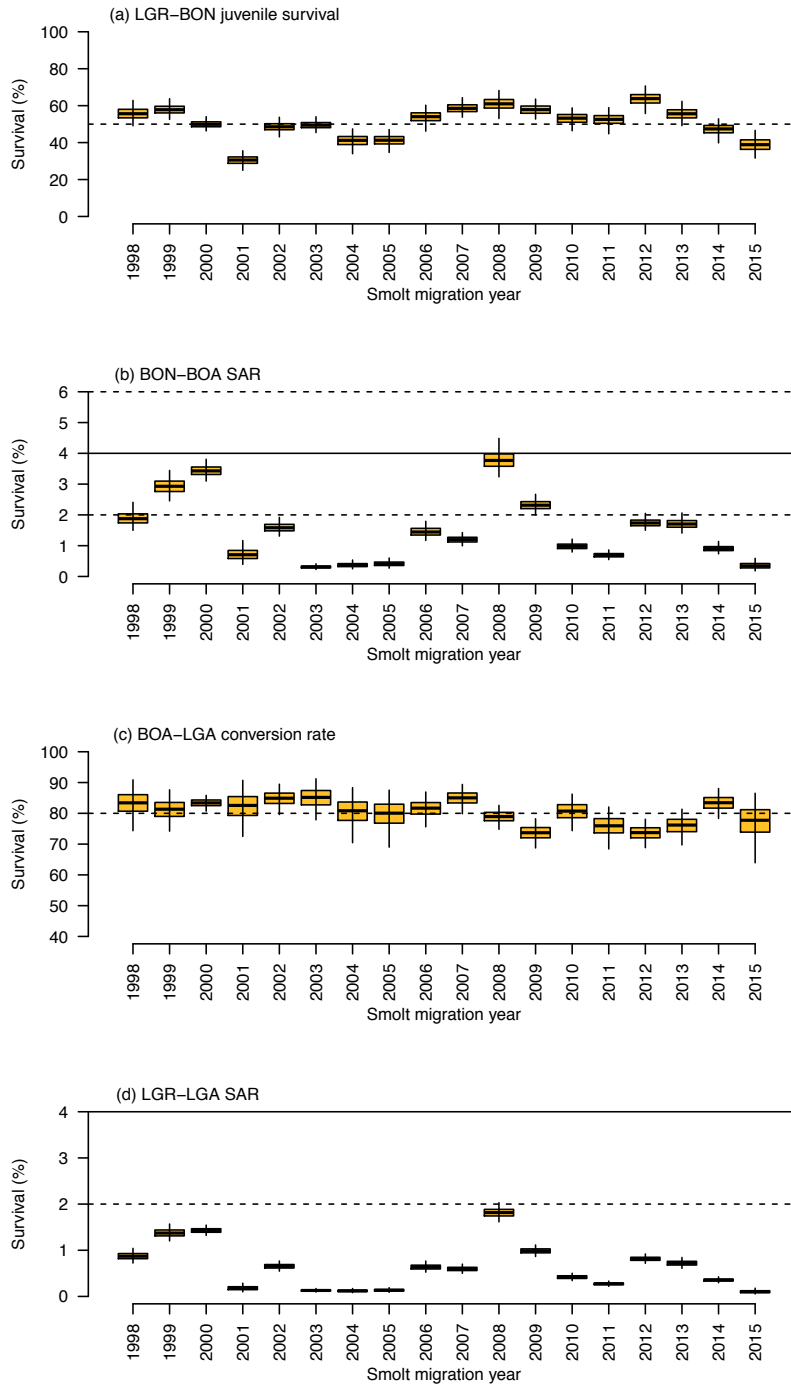 (a) LGR−BON juvenile survival
Survival (%)
100
80
60
40
20
0
1998 1999 2000 2001 2002 2003 2004 2005 2006 2007 2008 2009 2010 2011 2012 2013 2014 2015
Smolt migration year
(b) BON−BOA SAR
Survival (%)
6
5
4
3
2
1
0
1998 1999 2000 2001 2002 2003 2004 2005 2006 2007 2008 2009 2010 2011 2012 2013 2014 2015
Smolt migration year
(c) BOA−LGA conversion rate
Survival (%)
100
90
80
70
60
50
40
1998 1999 2000 2001 2002 2003 2004 2005 2006 2007 2008 2009 2010 2011 2012 2013 2014 2015
Smolt migration year
(d) LGR−LGA SAR
Survival (%)
4
3
2
1
0
1998 1999 2000 2001 2002 2003 2004 2005 2006 2007 2008 2009 2010 2011 2012 2013 2014 2015
Smolt migration year